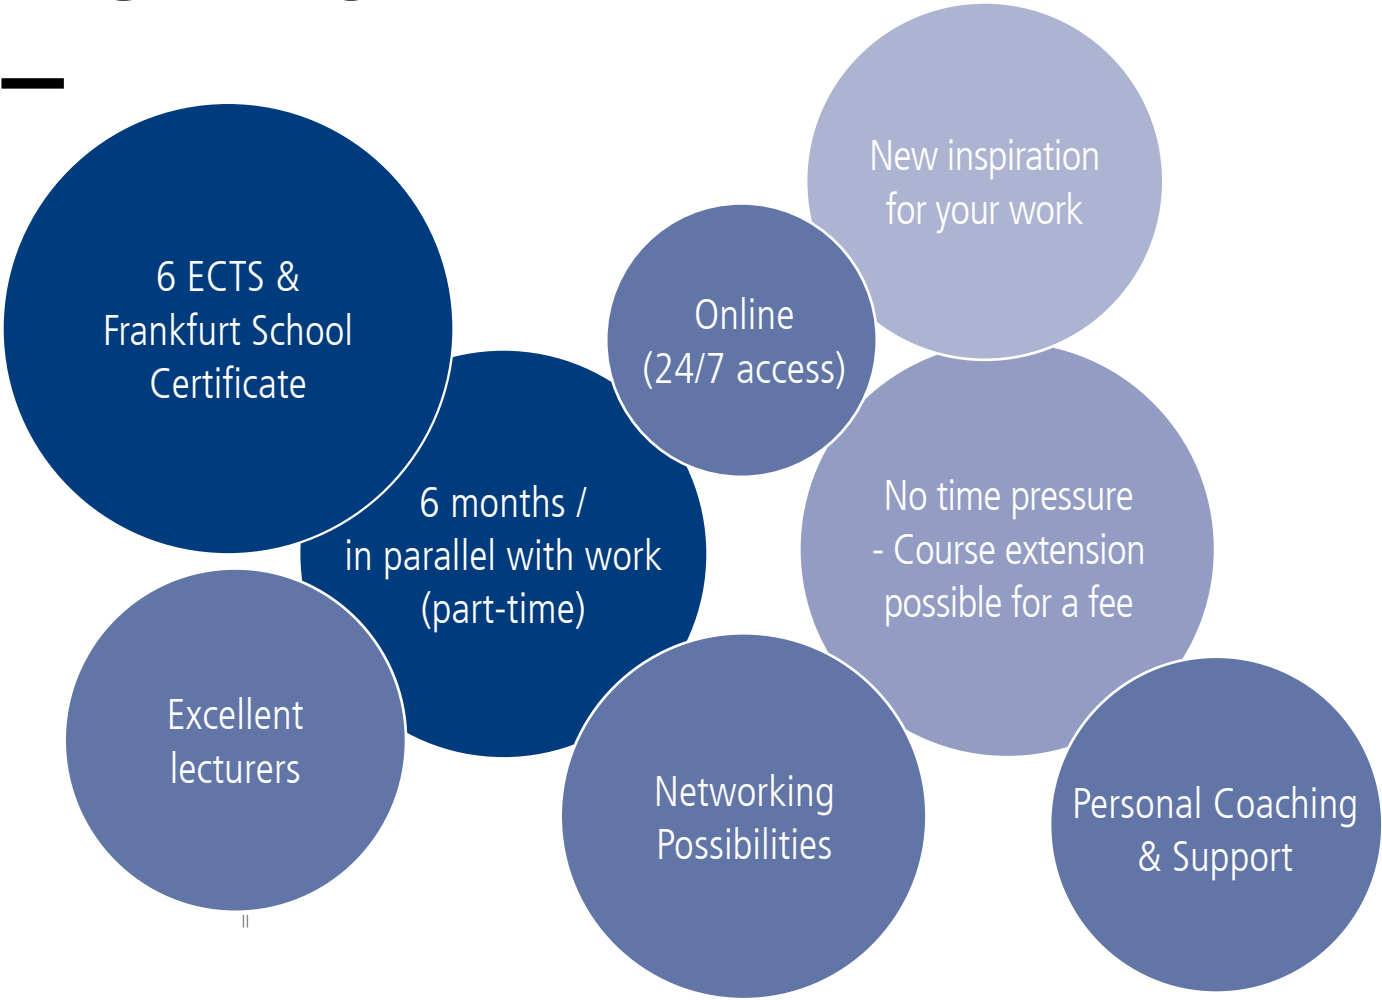 New inspiration
for your work
6 ECTS &
Frankfurt School
Certificate
Online
(24/7 access)
6 months /
in parallel with work
(part-time)
No time pressure
- Course extension
possible for a fee
Excellent
lecturers
Networking
Possibilities
Personal Coaching
& Support